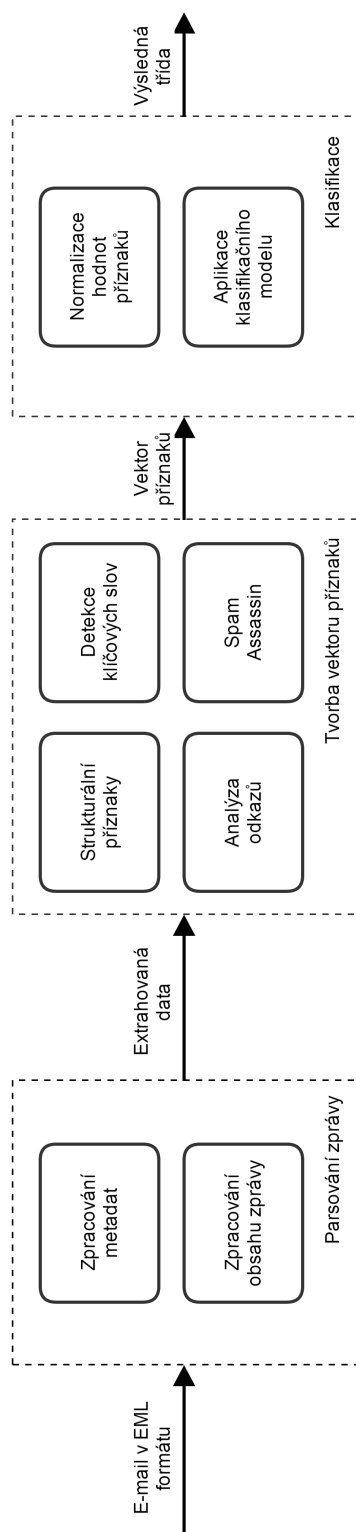 E-mail v EML
formátu
Zpracování
metadat
Zpracování
obsahu zprávy
Parsování zprávy
Extrahovaná
data
Strukturální
příznaky
Detekce
klíčových slov
Analýza
odkazů
Spam
Assassin
Tvorba vektoru příznaků
Vektor
příznaků
Normalizace
hodnot
příznaků
Aplikace
klasifikačního
modelu
Klasifikace
Výsledná
třída